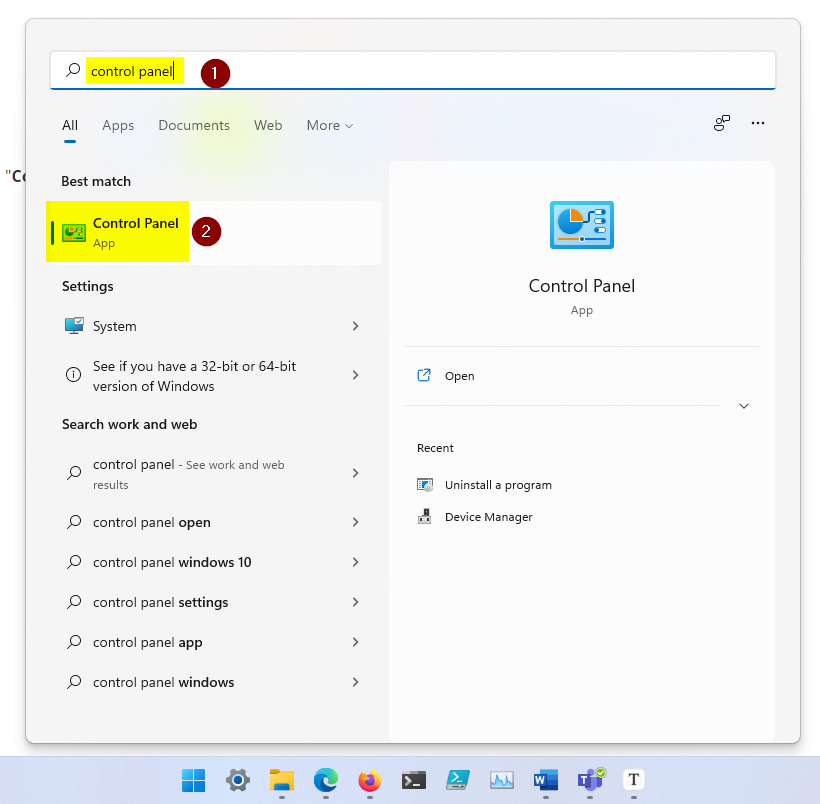 control panel
1
All Apps Documents Web More
"Co
Best match
Control Panel
App
2
Settings
System
See if you have a 32-bit or 64-bit
version of Windows
Search work and web
control panel - See work and web
results
control panel open
control panel windows 10
control panel settings
control panel app
control panel windows
Control Panel
App
Open
Recent
Uninstall a program
Device Manager
W
T
T